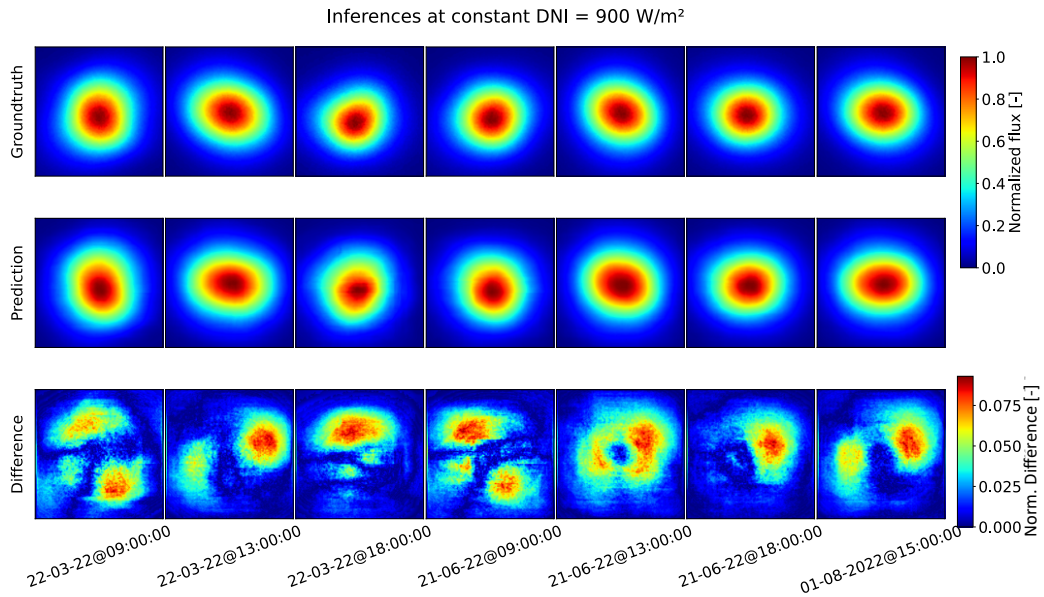 Inferences at constant DNI = 900 W/m²
Groundtruth
Prediction
Difference
1.0
0.8
0.6
0.4
0.2
0.0
Normalized flux [-]
0.075
0.050
0.025
0.000
Norm. Difference [-]
22-03-22@09:00:00
22-03-22@13:00:00
22-03-22@18:00:00
21-06-22@09:00:00
21-06-22@13:00:00
21-06-22@18:00:00
01-08-2022@15:00:00